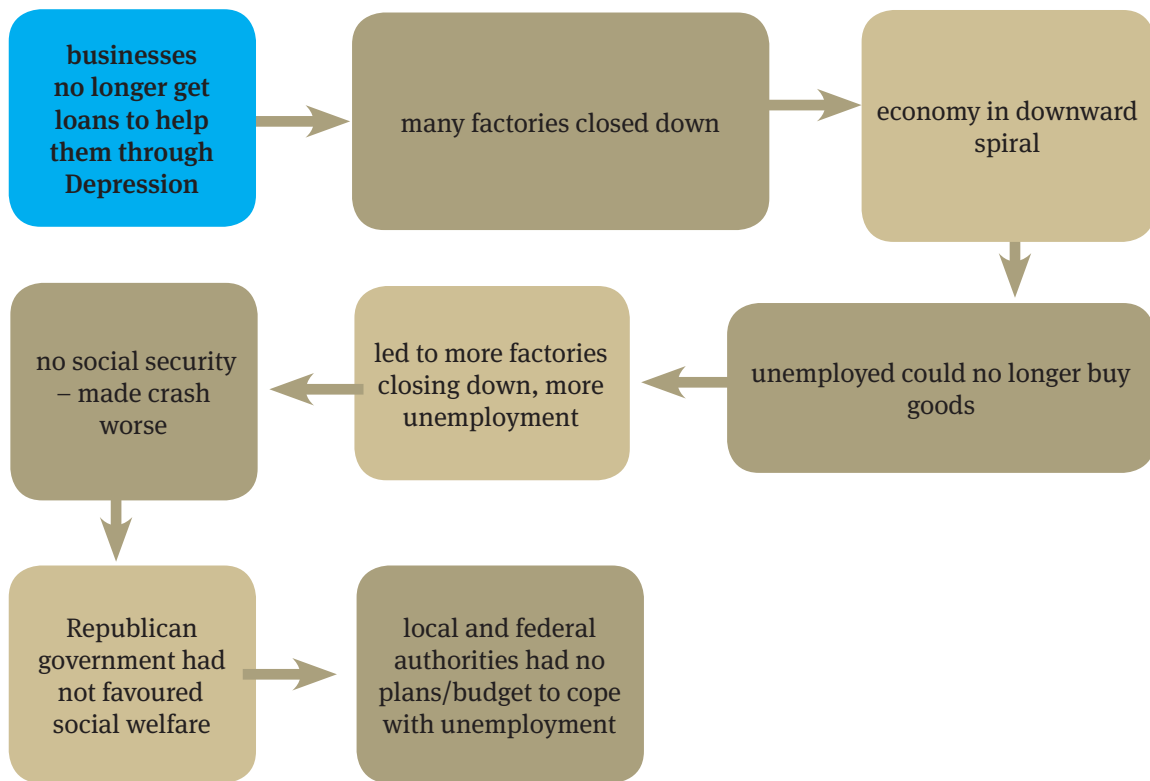 businesses
no longer get
loans to help
them through
Depression
many factories closed down
economy in downward
spiral
unemployed could no longer buy
goods
led to more factories
closing down, more
unemployment
no social security
– made crash
worse
Republican
government had
not favoured
social welfare
local and federal
authorities had no
plans/budget to cope
with unemployment